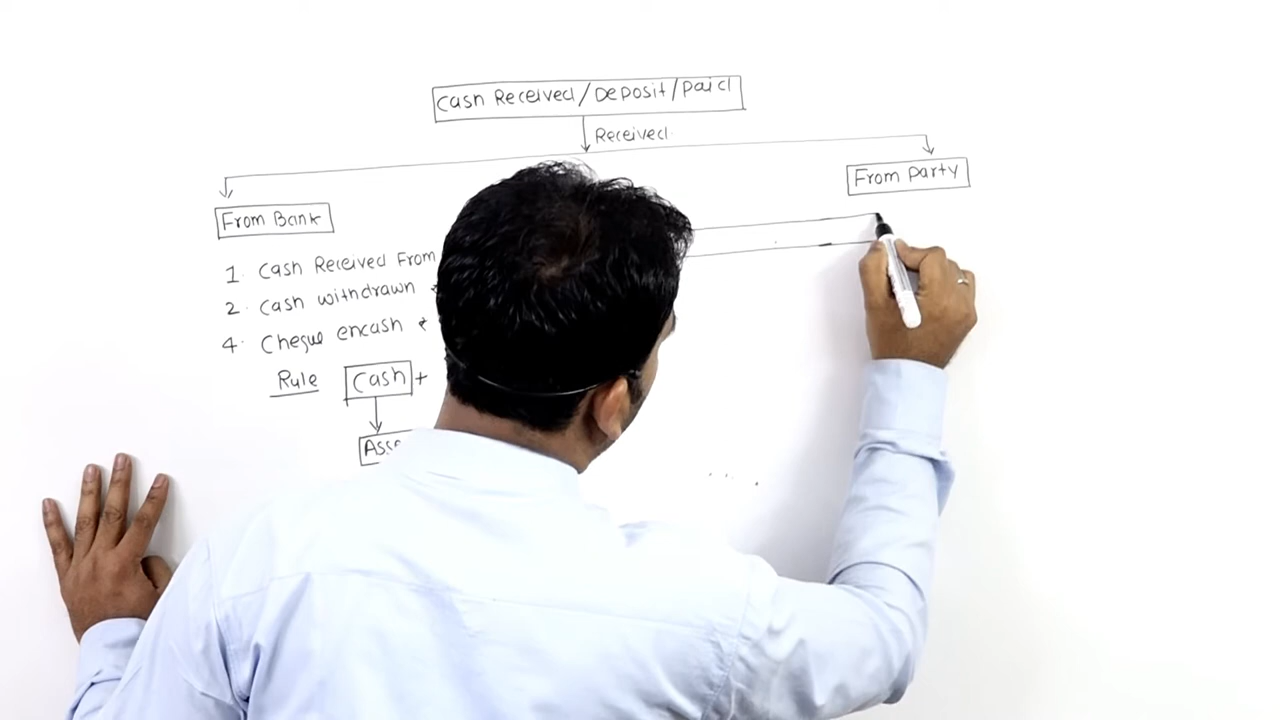 Cash Received/Deposit/Paid
Received.
From Party
From Bank
1. Cash Received From
2. Cash withdrawn
4. Cheque encash
Rule Cash +